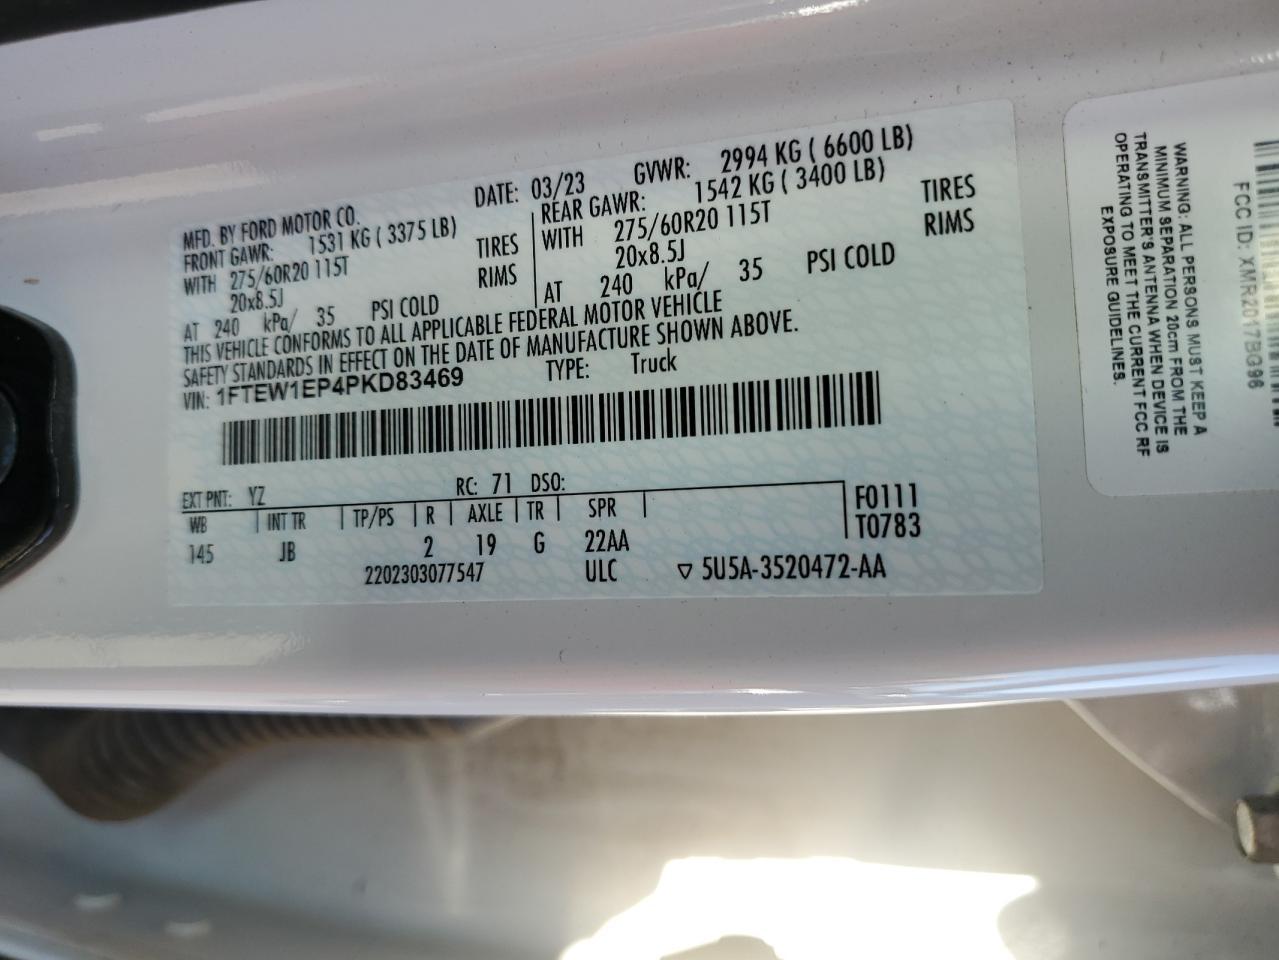 MFD. BY FORD MOTOR CO.
DATE: 03/23 GVWR: 2994 KG ( 6600 LB)
FRONT GAWR: 1531 KG ( 3375 LB)
WITH 275/60R20 115T TIRES
20x8.5J RIMS
AT 240 kPa/ 35 PSI COLD
REAR GAWR: 1542 KG ( 3400 LB)
WITH 275/60R20 115T TIRES
20x8.5J RIMS
AT 240 kPa/ 35 PSI COLD
THIS VEHICLE CONFORMS TO ALL APPLICABLE FEDERAL MOTOR VEHICLE
SAFETY STANDARDS IN EFFECT ON THE DATE OF MANUFACTURE SHOWN ABOVE.
VIN: 1FTEW1EP4PKD83469 TYPE: Truck
EXT PNT: YZ RC: 71 DSO:
WB INT TR TP/PS R AXLE TR SPR
145 JB 2 19 G 22AA
F0111
T0783
2202303077547 ULC ▽ 5U5A-3520472-AA
WARNING: ALL PERSONS MUST KEEP A
MINIMUM SEPARATION 20cm FROM THE
TRANSMITTER'S ANTENNA WHEN DEVICE IS
OPERATING TO MEET THE CURRENT FCC RF
EXPOSURE GUIDELINES.
FCC ID: XMR2017BG96